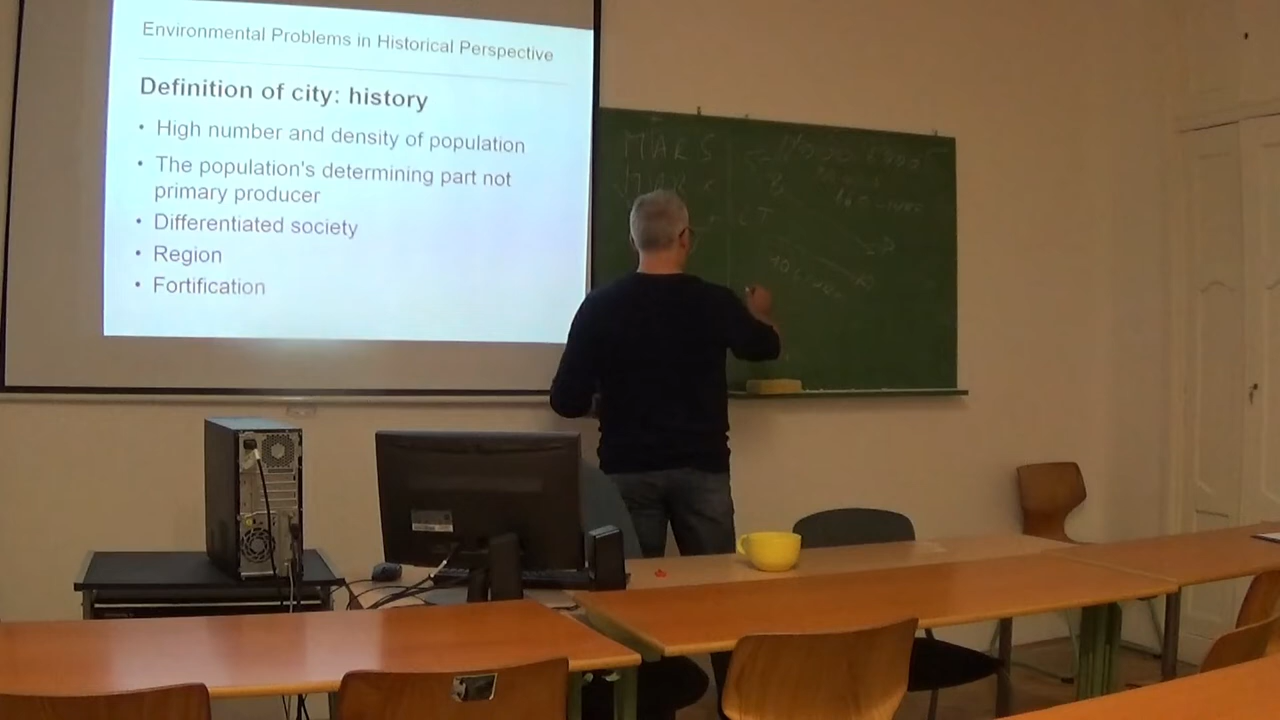 Environmental Problems in Historical Perspective
Definition of city: history
• High number and density of population
• The population's determining part not
primary producer
• Differentiated society
• Region
• Fortification
MARS